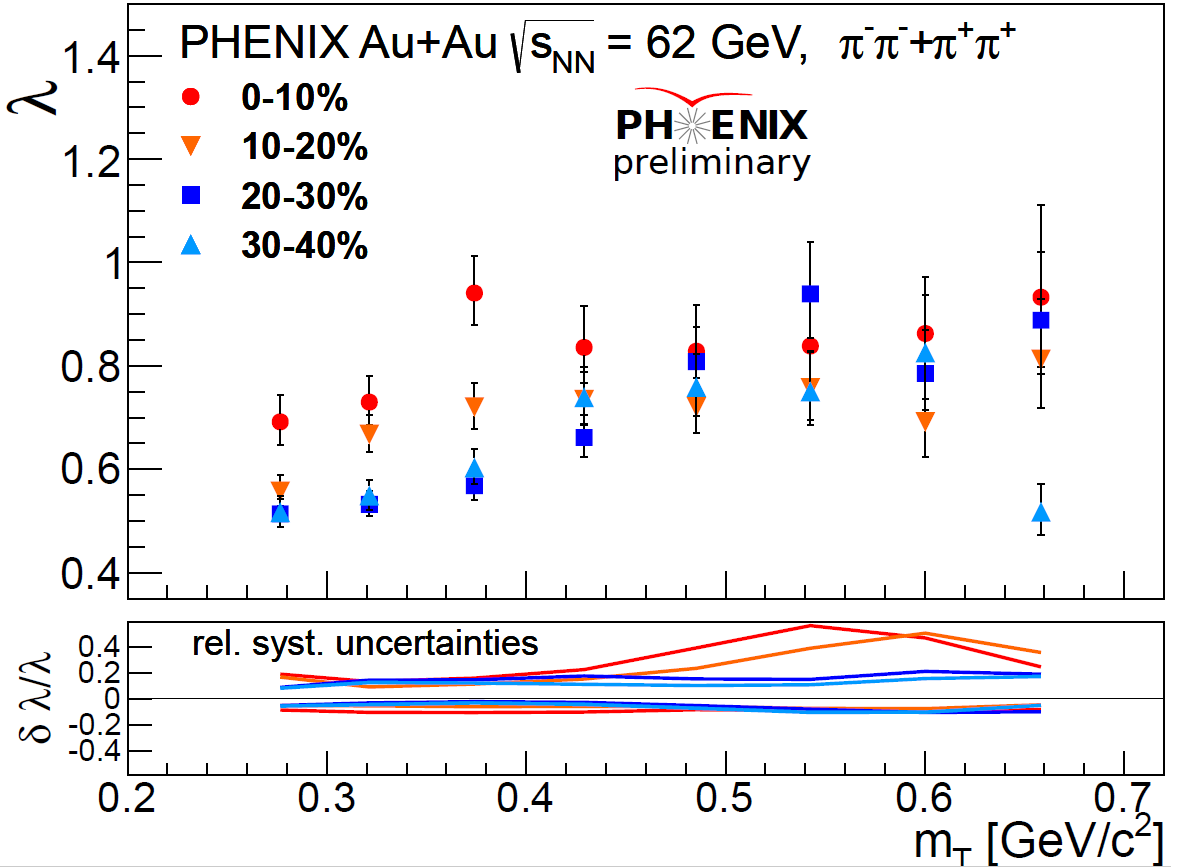 PHENIX Au+Au √sNN = 62 GeV, π-π-+π+π+
λ
1.4
1.2
1
0.8
0.6
0.4
0-10%
10-20%
20-30%
30-40%
PHENIX
preliminary
rel. syst. uncertainties
δ λ/λ
0.4
0.2
0
-0.2
-0.4
0.2 0.3 0.4 0.5 0.6 0.7
mT [GeV/c2]